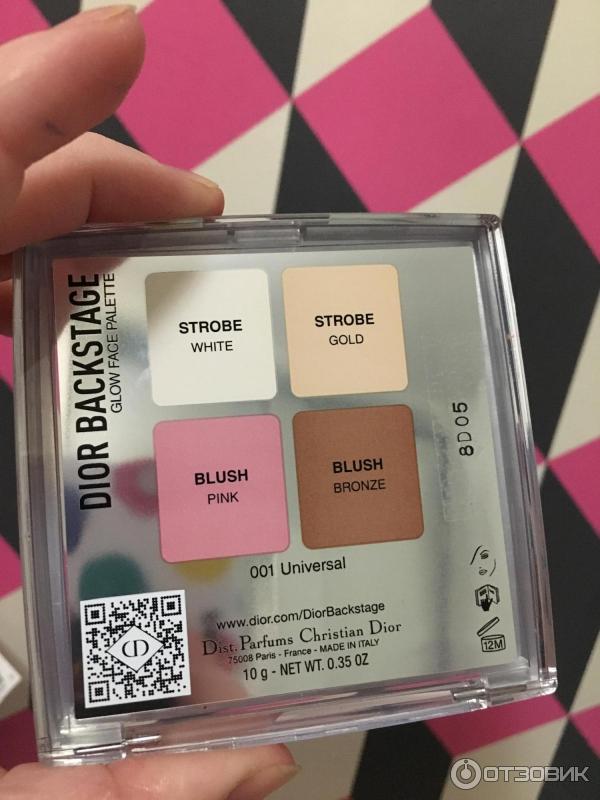 DIOR BACKSTAGE
GLOW FACE PALETTE
STROBE
WHITE
STROBE
GOLD
BLUSH
PINK
BLUSH
BRONZE
8D05
001 Universal
www.dior.com/DiorBackstage
Dist. Parfums Christian Dior
75008 Paris - France - MADE IN ITALY
10 g - NET WT. 0.35 OZ
12M
CD
ОТЗОВИК